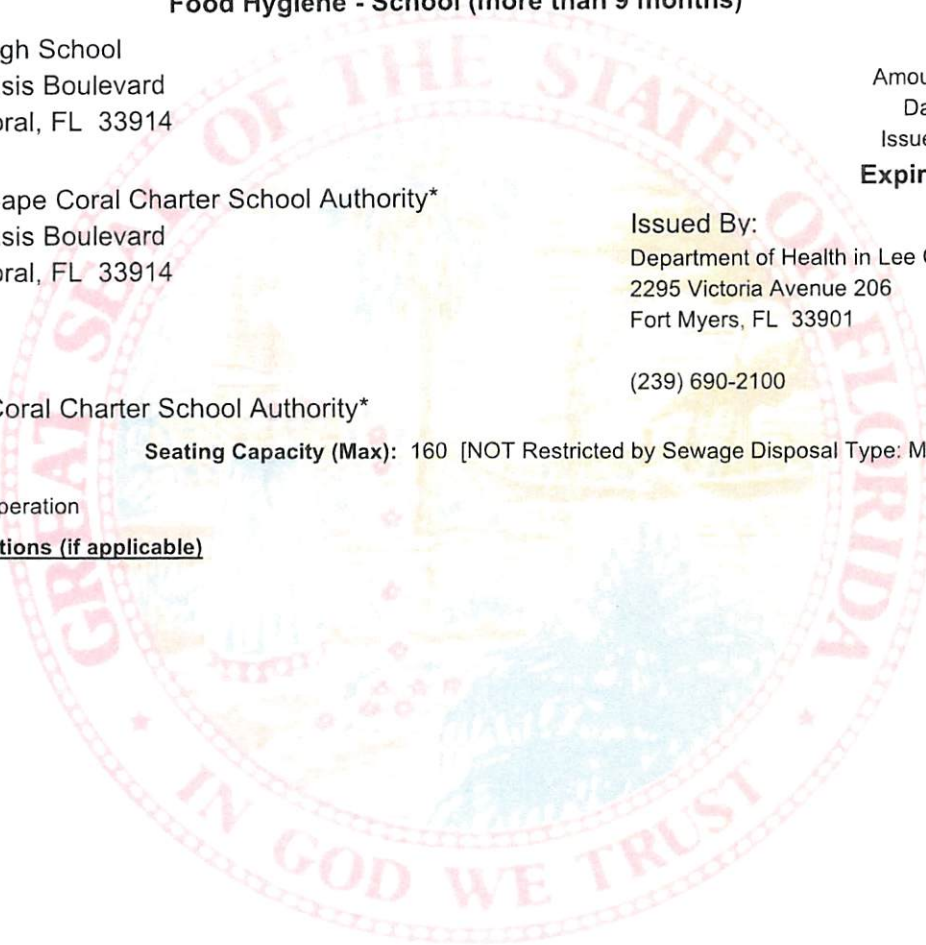 Food Hygiene - School (more than 9 months)
gh School
sis Boulevard
oral, FL 33914
Amou
Da
Issue
Expir
ape Coral Charter School Authority*
sis Boulevard
oral, FL 33914
Issued By:
Department of Health in Lee C
2295 Victoria Avenue 206
Fort Myers, FL 33901
(239) 690-2100
Coral Charter School Authority*
Seating Capacity (Max): 160 [NOT Restricted by Sewage Disposal Type: M
peration
tions (if applicable)
GREAT SEAL OF THE STATE OF FLORIDA
IN GOD WE TRUST